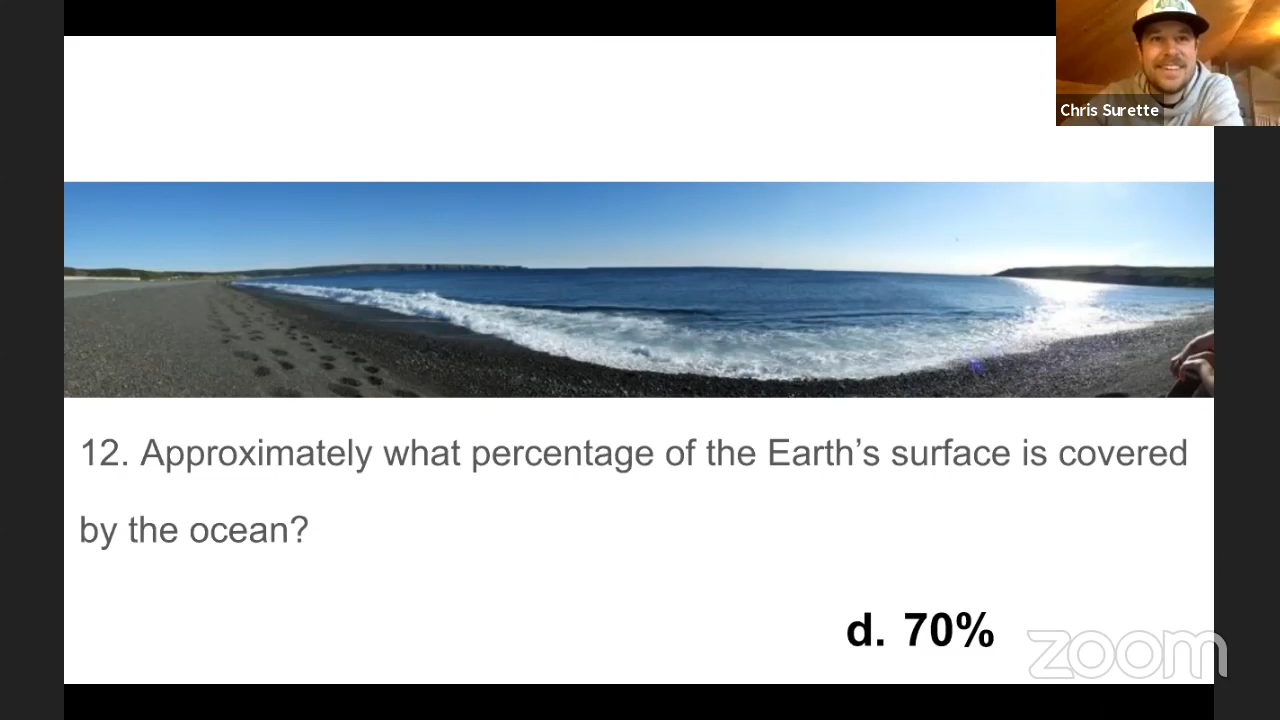 Chris Surette
12. Approximately what percentage of the Earth’s surface is covered
by the ocean?
d. 70%
zoom